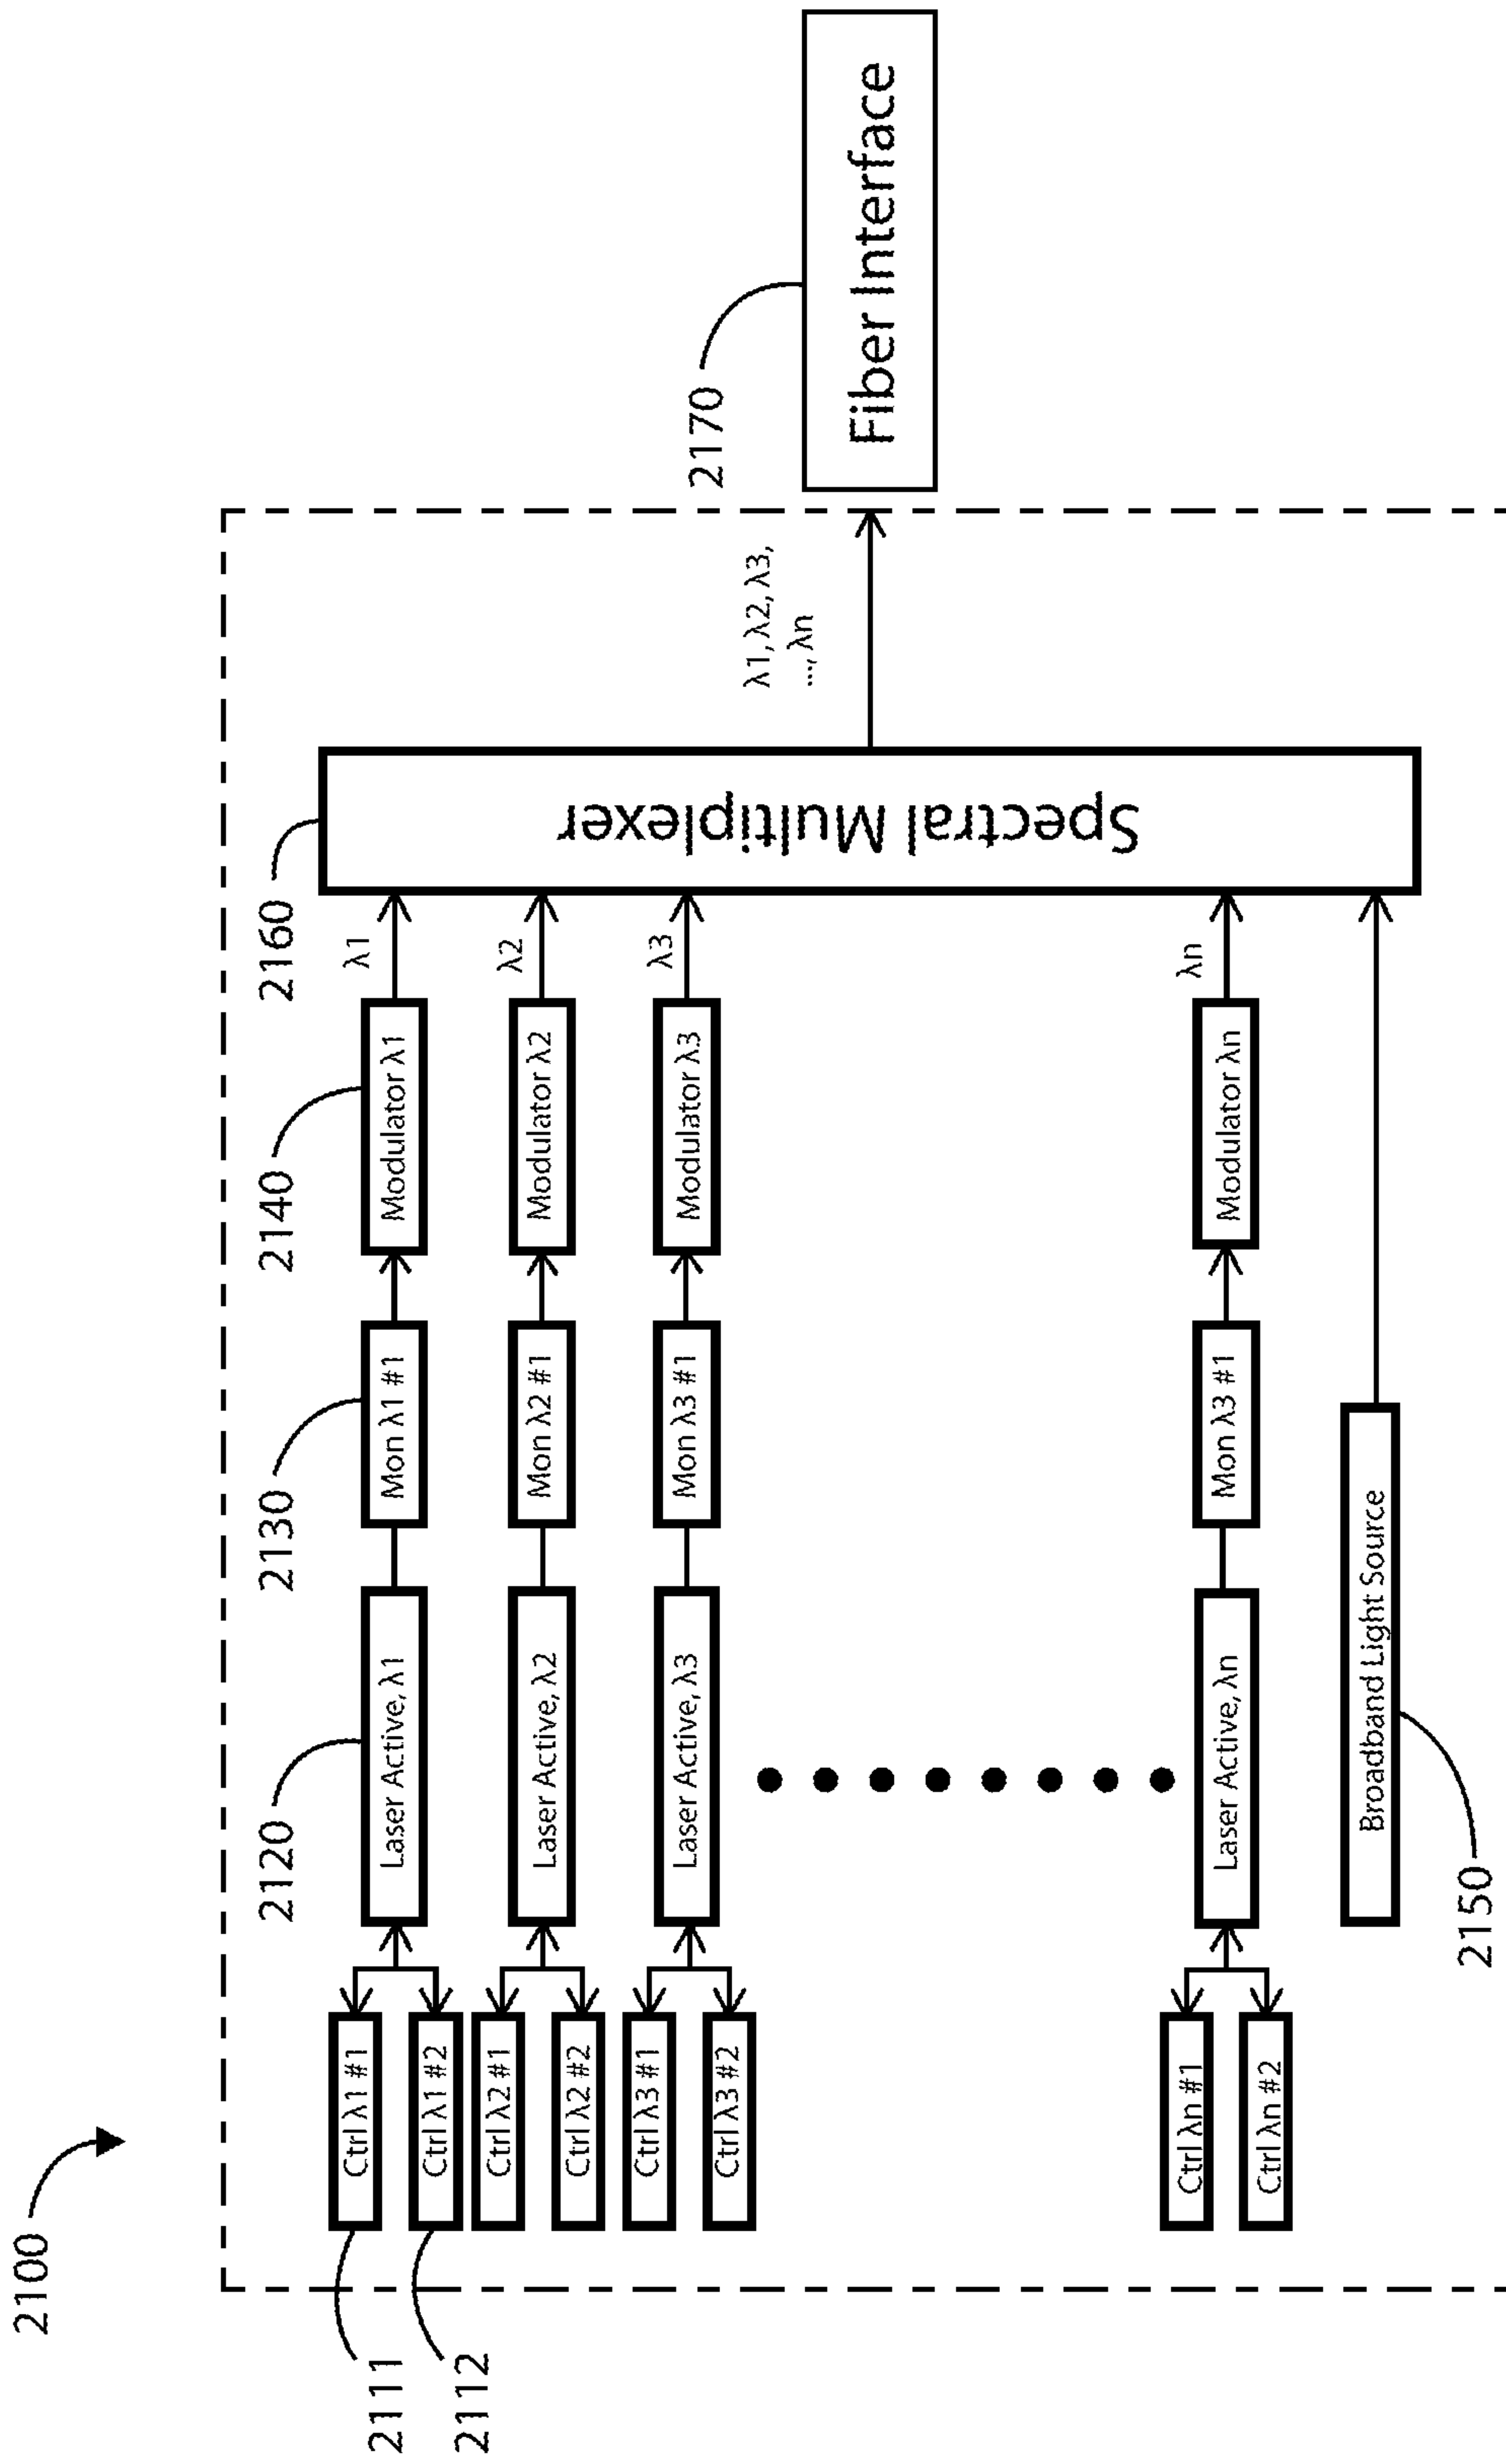 2100
2111
2112
Ctrl λ1 #1
Ctrl λ1 #2
Ctrl λ2 #1
Ctrl λ2 #2
Ctrl λ3 #1
Ctrl λ3 #2
Ctrl λn #1
Ctrl λn #2
2120
Laser Active, λ1
Laser Active, λ2
Laser Active, λ3
Laser Active, λn
2130
Mon λ1 #1
Mon λ2 #1
Mon λ3 #1
Mon λ3 #1
2140
Modulator λ1
Modulator λ2
Modulator λ3
Modulator λn
Broadband Light Source
2150
λ1
λ2
λ3
λn
2160
Spectral Multiplexer
λ1, λ2, λ3,
..., λn
2170
Fiber Interface